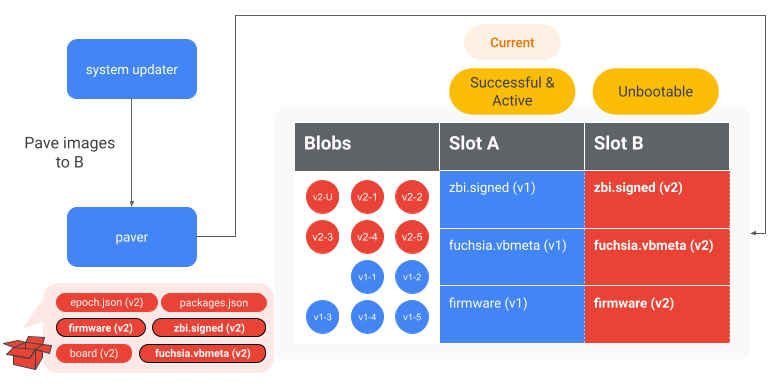 Current
system updater
Successful &
Active
Unbootable
Pave images
to B
Blobs
Slot A
Slot B
v2-U
v2-1
v2-2
zbi.signed (v1)
zbi.signed (v2)
v2-3
v2-4
v2-5
paver
fuchsia.vbmeta (v1)
fuchsia.vbmeta (v2)
v1-1
v1-2
v1-3
v1-4
v1-5
firmware (v1)
firmware (v2)
epoch.json (v2)
packages.json
firmware (v2)
zbi.signed (v2)
board (v2)
fuchsia.vbmeta (v2)